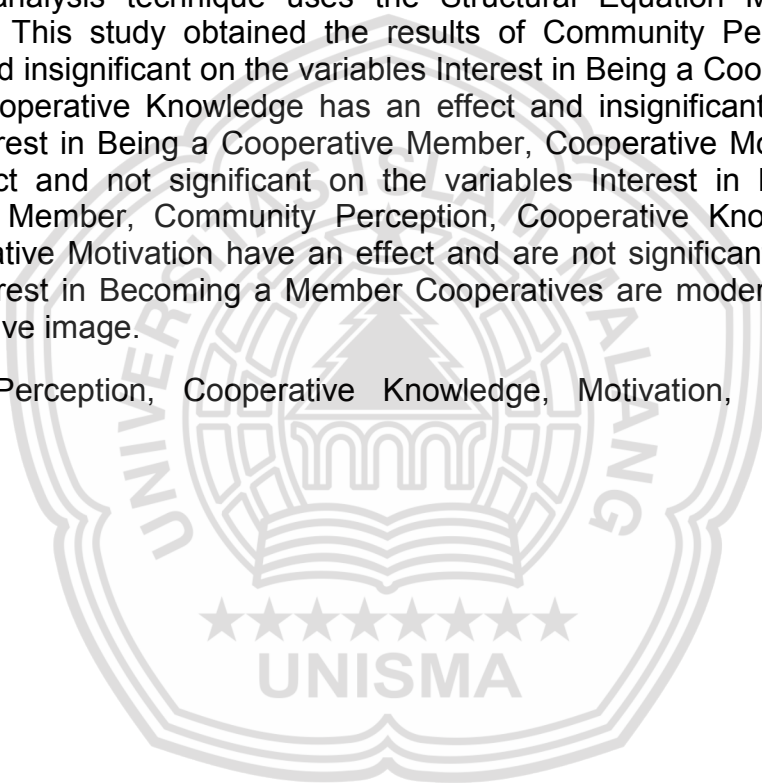 analysis technique uses the Structural Equation M
This study obtained the results of Community Pe
d insignificant on the variables Interest in Being a Coo
operative Knowledge has an effect and insignificant
rest in Being a Cooperative Member, Cooperative Mo
ct and not significant on the variables Interest in
Member, Community Perception, Cooperative Kno
ative Motivation have an effect and are not significan
rest in Becoming a Member Cooperatives are moder
ve image.
Perception, Cooperative Knowledge, Motivation,
UNIVERSITAS ISLAM MALANG
UNISMA